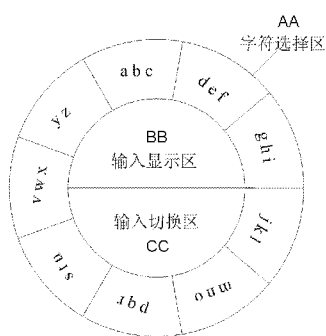 AA
字符选择区
abc
def
ghi
jkl
mno
pqr
stu
vwx
yz
BB
输入显示区
输入切换区
CC